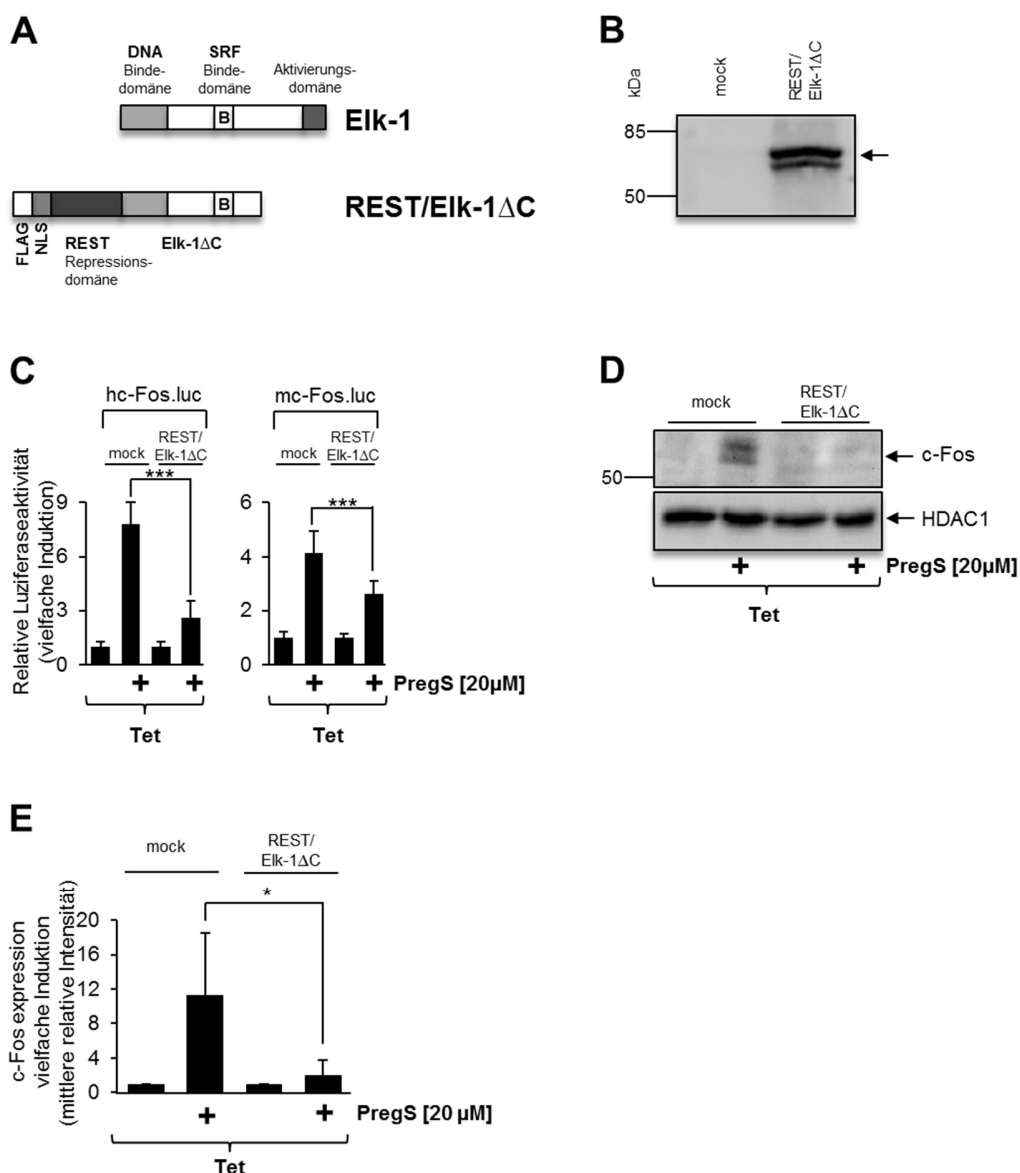 A
DNA
Binde-
domäne
SRF
Binde-
domäne
Aktivierungs-
domäne
B
Elk-1
B
REST/Elk-1ΔC
FLAG
NLS
REST
Repressions-
domäne
Elk-1ΔC
B
kDa
mock
REST/
Elk-1ΔC
85
50
C
hc-Fos.luc
mock
REST/
Elk-1ΔC
***
Relative Luziferaseaktivität
(vielfache Induktion)
9
6
3
0
+ +
Tet
mc-Fos.luc
mock
REST/
Elk-1ΔC
***
6
4
2
0
+ +
PregS [20µM]
Tet
D
mock
REST/
Elk-1ΔC
50
c-Fos
HDAC1
+ +
PregS [20µM]
Tet
E
mock
REST/
Elk-1ΔC
*
c-Fos expression
vielfache Induktion
(mittlere relative Intensität)
20
16
12
8
4
0
+ +
PregS [20 µM]
Tet